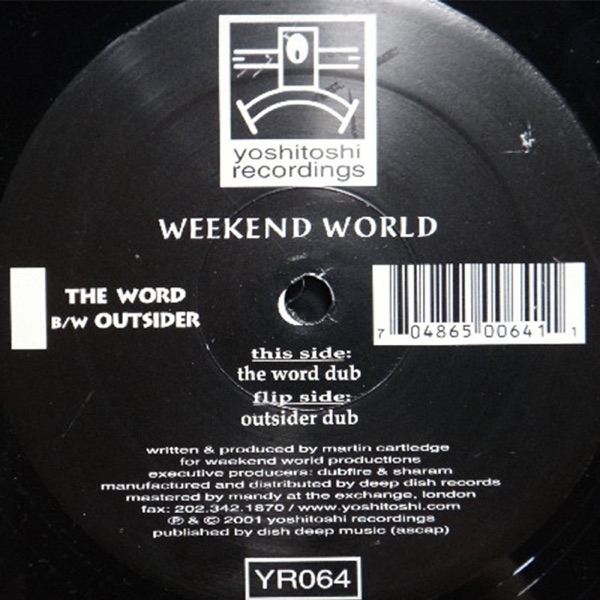 yoshitoshi
recordings
WEEKEND WORLD
THE WORD
B/W OUTSIDER
7 04865 00641 1
this side:
the word dub
flip side:
outsider dub
written & produced by martin cartledge
for weekend world productions
executive producers: dubfire & sharam
manufactured and distributed by deep dish records
mastered by mandy at the exchange, london
fax: 202.342.1870 / www.yoshitoshi.com
℗ & © 2001 yoshitoshi recordings
published by dish deep music (ascap)
YR064